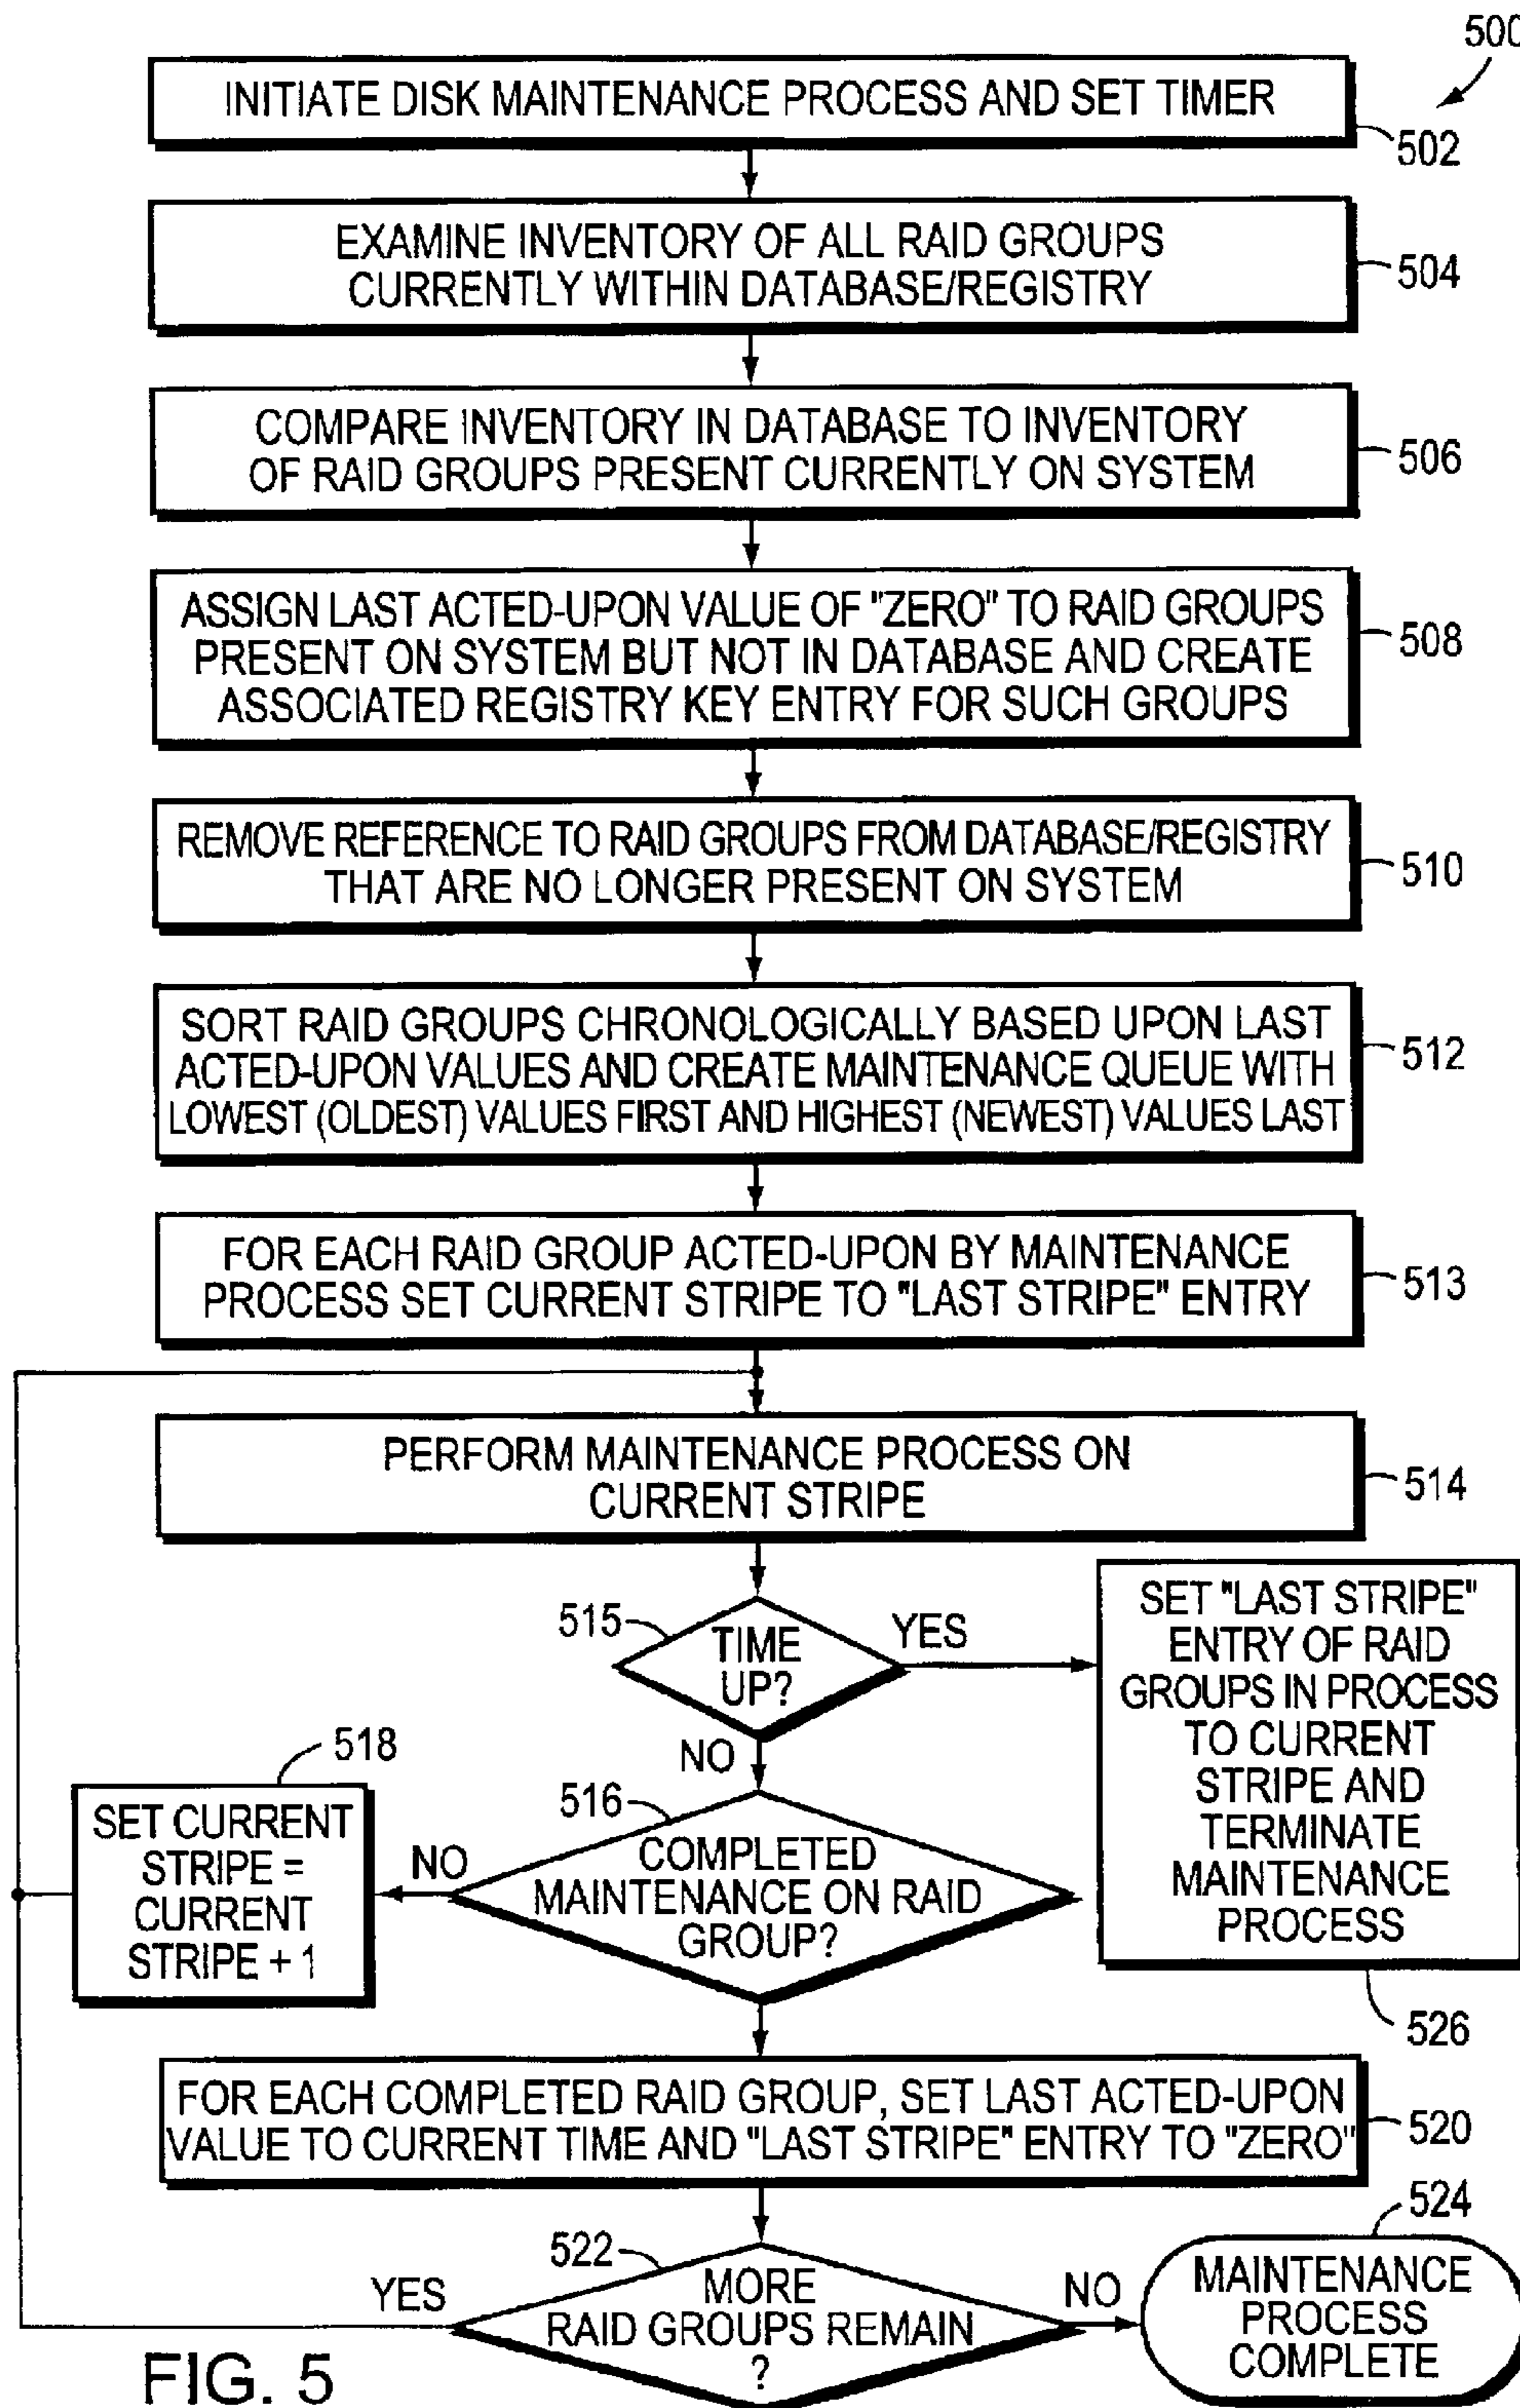 500
INITIATE DISK MAINTENANCE PROCESS AND SET TIMER
502
EXAMINE INVENTORY OF ALL RAID GROUPS
CURRENTLY WITHIN DATABASE/REGISTRY
504
COMPARE INVENTORY IN DATABASE TO INVENTORY
OF RAID GROUPS PRESENT CURRENTLY ON SYSTEM
506
ASSIGN LAST ACTED-UPON VALUE OF "ZERO" TO RAID GROUPS
PRESENT ON SYSTEM BUT NOT IN DATABASE AND CREATE
ASSOCIATED REGISTRY KEY ENTRY FOR SUCH GROUPS
508
REMOVE REFERENCE TO RAID GROUPS FROM DATABASE/REGISTRY
THAT ARE NO LONGER PRESENT ON SYSTEM
510
SORT RAID GROUPS CHRONOLOGICALLY BASED UPON LAST
ACTED-UPON VALUES AND CREATE MAINTENANCE QUEUE WITH
LOWEST (OLDEST) VALUES FIRST AND HIGHEST (NEWEST) VALUES LAST
512
FOR EACH RAID GROUP ACTED-UPON BY MAINTENANCE
PROCESS SET CURRENT STRIPE TO "LAST STRIPE" ENTRY
513
PERFORM MAINTENANCE PROCESS ON
CURRENT STRIPE
514
515
TIME
UP?
YES
NO
SET "LAST STRIPE"
ENTRY OF RAID
GROUPS IN PROCESS
TO CURRENT
STRIPE AND
TERMINATE
MAINTENANCE
PROCESS
526
516
COMPLETED
MAINTENANCE ON RAID
GROUP?
NO
518
SET CURRENT
STRIPE =
CURRENT
STRIPE + 1
FOR EACH COMPLETED RAID GROUP, SET LAST ACTED-UPON
VALUE TO CURRENT TIME AND "LAST STRIPE" ENTRY TO "ZERO"
520
522
MORE
RAID GROUPS REMAIN
?
YES
NO
524
MAINTENANCE
PROCESS
COMPLETE
FIG. 5